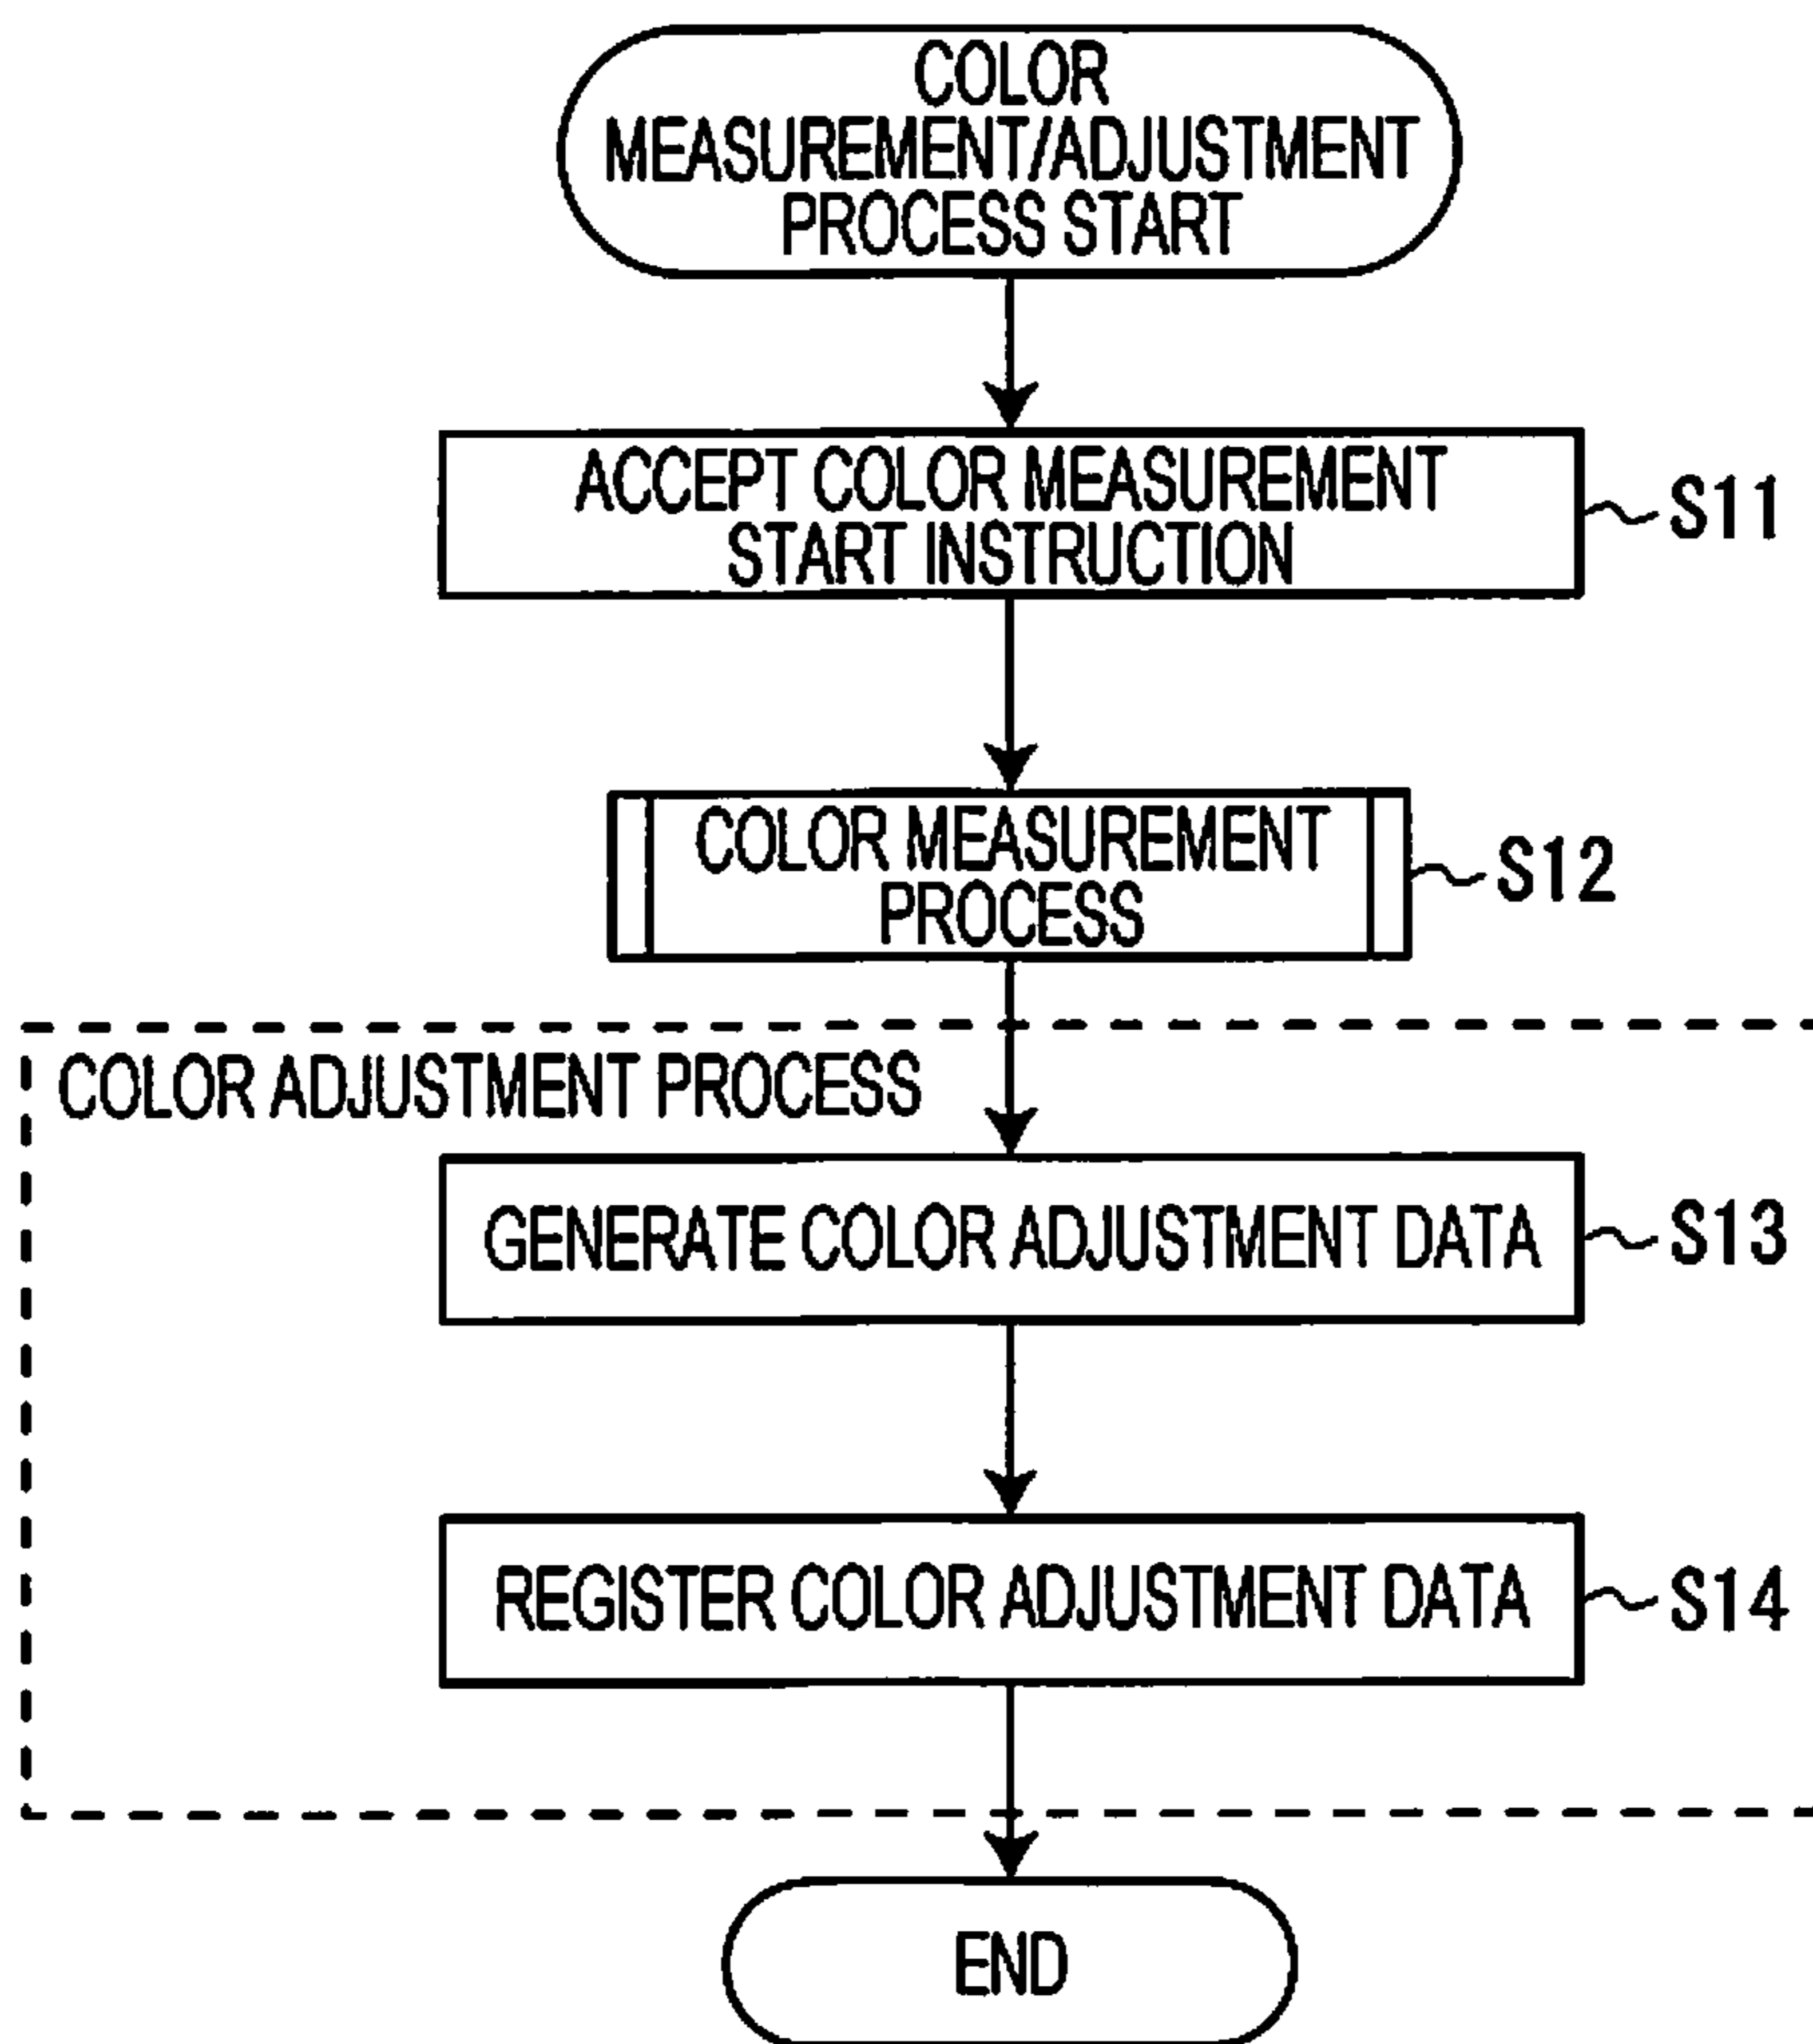 COLOR
MEASUREMENT/ADJUSTMENT
PROCESS START
ACCEPT COLOR MEASUREMENT
START INSTRUCTION
S11
COLOR MEASUREMENT
PROCESS
S12
COLOR ADJUSTMENT PROCESS
GENERATE COLOR ADJUSTMENT DATA
S13
REGISTER COLOR ADJUSTMENT DATA
S14
END